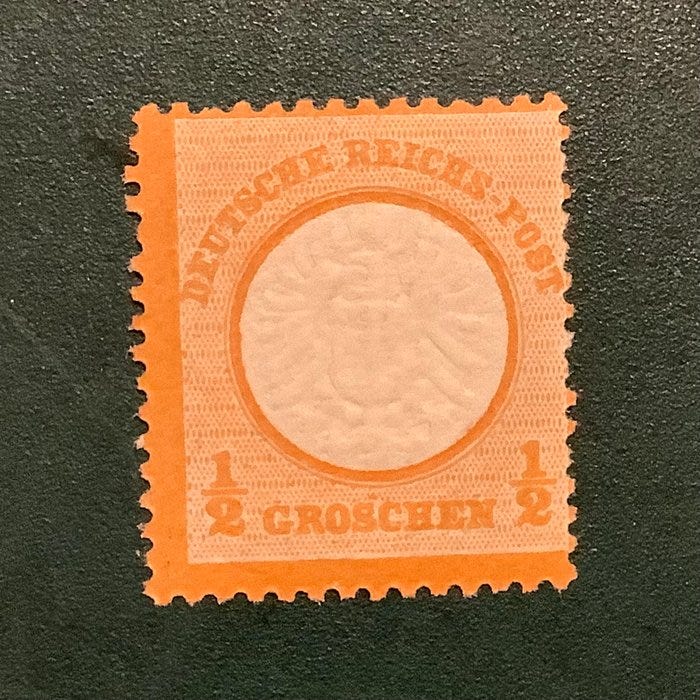 DEUTSCHE REICHS-POST
1/2 GROSCHEN 1/2